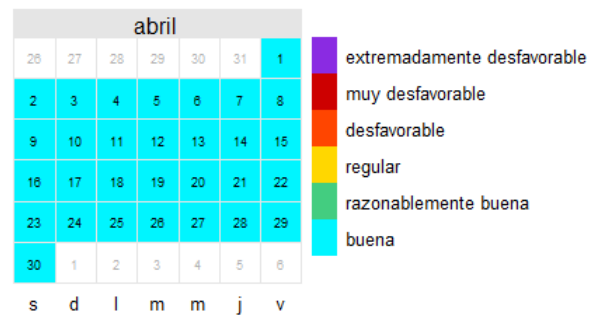 abril
26 27 28 29 30 31 1
2 3 4 5 6 7 8
9 10 11 12 13 14 15
16 17 18 19 20 21 22
23 24 25 26 27 28 29
30 1 2 3 4 5 6
s d l m m j v
extremadamente desfavorable
muy desfavorable
desfavorable
regular
razonablemente buena
buena